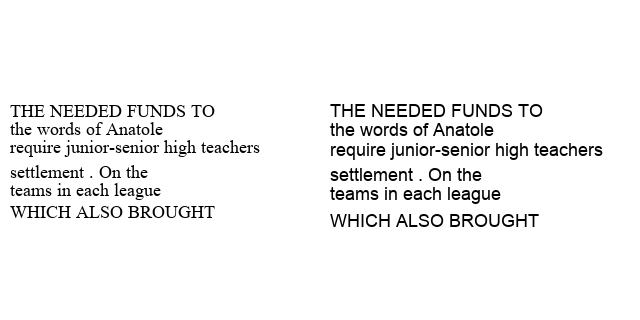 THE NEEDED FUNDS TO
the words of Anatole
require junior-senior high teachers
settlement . On the
teams in each league
WHICH ALSO BROUGHT
THE NEEDED FUNDS TO
the words of Anatole
require junior-senior high teachers
settlement . On the
teams in each league
WHICH ALSO BROUGHT